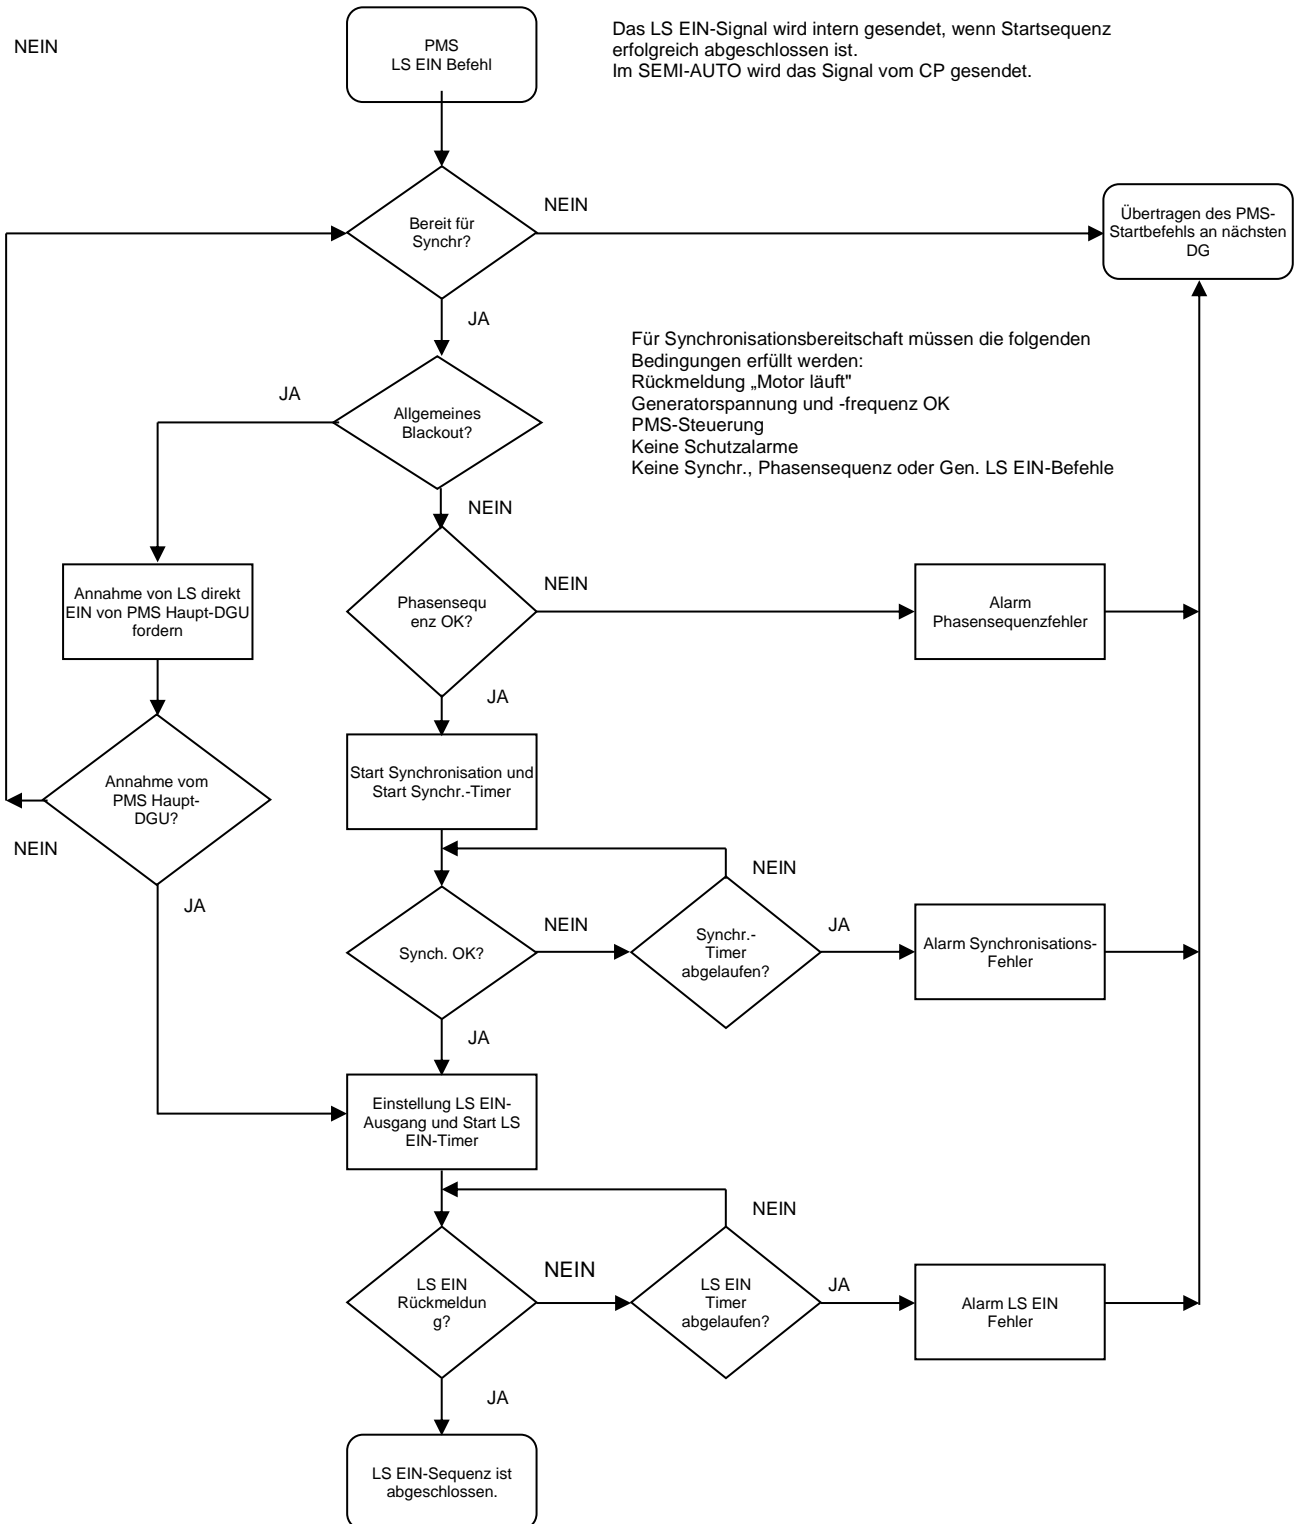 NEIN
PMS
LS EIN Befehl
Das LS EIN-Signal wird intern gesendet, wenn Startsequenz
erfolgreich abgeschlossen ist.
Im SEMI-AUTO wird das Signal vom CP gesendet.
Bereit für
Synchr?
NEIN
Übertragen des PMS-
Startbefehls an nächsten
DG
JA
Für Synchronisationsbereitschaft müssen die folgenden
Bedingungen erfüllt werden:
Rückmeldung „Motor läuft"
Generatorspannung und -frequenz OK
PMS-Steuerung
Keine Schutzalarme
Keine Synchr., Phasensequenz oder Gen. LS EIN-Befehle
JA
Allgemeines
Blackout?
NEIN
Annahme von LS direkt
EIN von PMS Haupt-DGU
fordern
Phasensequ
enz OK?
NEIN
Alarm
Phasensequenzfehler
JA
Annahme vom
PMS Haupt-
DGU?
NEIN
JA
Start Synchronisation und
Start Synchr.-Timer
Synch. OK?
NEIN
NEIN
Synchr.-
Timer
abgelaufen?
JA
Alarm Synchronisations-
Fehler
JA
Einstellung LS EIN-
Ausgang und Start LS
EIN-Timer
LS EIN
Rückmeldun
g?
NEIN
NEIN
LS EIN
Timer
abgelaufen?
JA
Alarm LS EIN
Fehler
JA
LS EIN-Sequenz ist
abgeschlossen.